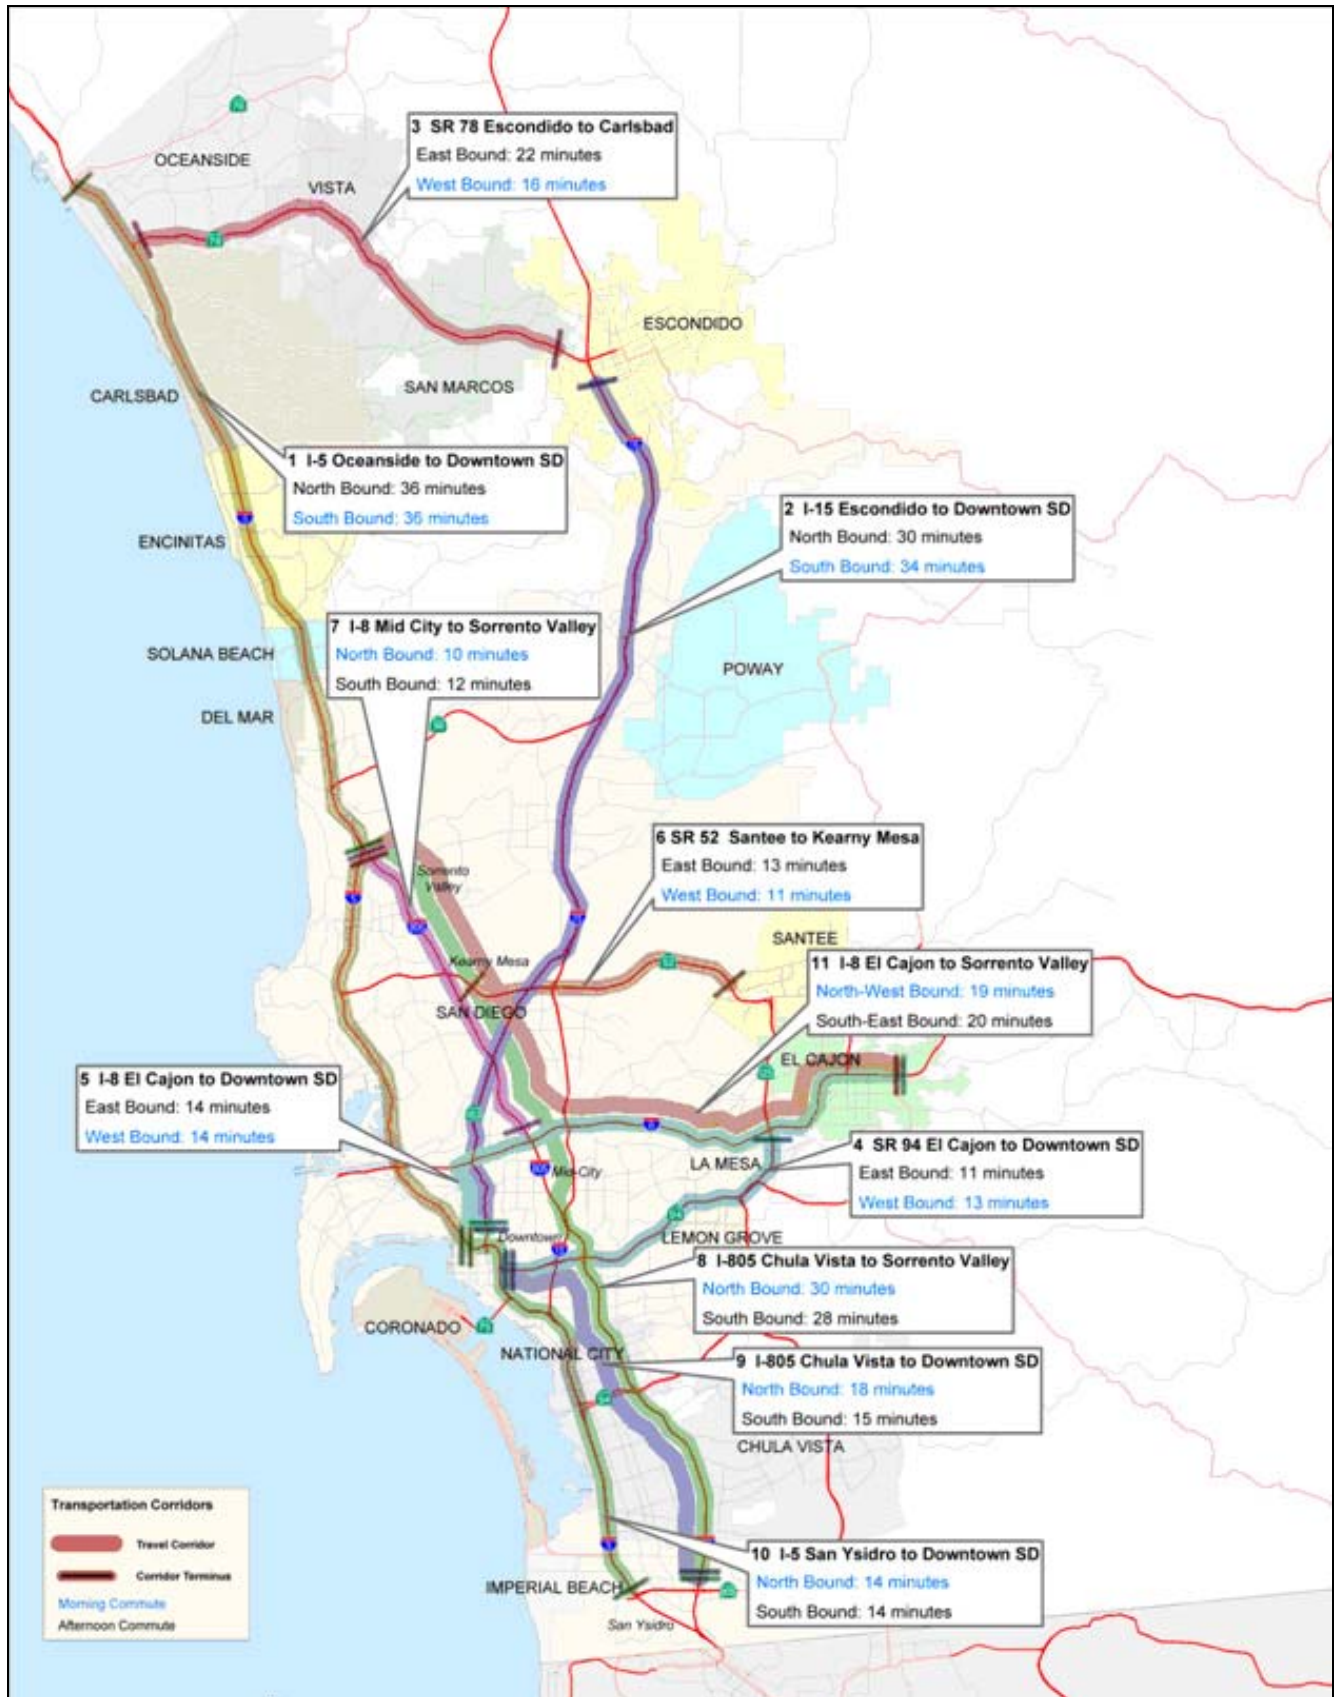 3 SR 78 Escondido to Carlsbad
East Bound: 22 minutes
West Bound: 16 minutes
OCEANSIDE
VISTA
ESCONDIDO
SAN MARCOS
CARLSBAD
1 I-5 Oceanside to Downtown SD
North Bound: 36 minutes
South Bound: 36 minutes
2 I-15 Escondido to Downtown SD
North Bound: 30 minutes
South Bound: 34 minutes
ENCINITAS
7 I-8 Mid City to Sorrento Valley
North Bound: 10 minutes
South Bound: 12 minutes
SOLANA BEACH
POWAY
DEL MAR
6 SR 52 Santee to Kearny Mesa
East Bound: 13 minutes
West Bound: 11 minutes
Sorrento
Valley
5
805
15
SANTEE
Kearny Mesa
11 I-8 El Cajon to Sorrento Valley
North-West Bound: 19 minutes
South-East Bound: 20 minutes
SAN DIEGO
EL CAJON
5 I-8 El Cajon to Downtown SD
East Bound: 14 minutes
West Bound: 14 minutes
8
4 SR 94 El Cajon to Downtown SD
East Bound: 11 minutes
West Bound: 13 minutes
LA MESA
805
Mid-City
94
LEMON GROVE
Downtown
15
8 I-805 Chula Vista to Sorrento Valley
North Bound: 30 minutes
South Bound: 28 minutes
CORONADO
NATIONAL CITY
9 I-805 Chula Vista to Downtown SD
North Bound: 18 minutes
South Bound: 15 minutes
54
CHULA VISTA
Transportation Corridors
Travel Corridor
Corridor Terminus
Morning Commute
Afternoon Commute
5
10 I-5 San Ysidro to Downtown SD
North Bound: 14 minutes
South Bound: 14 minutes
IMPERIAL BEACH
San Ysidro